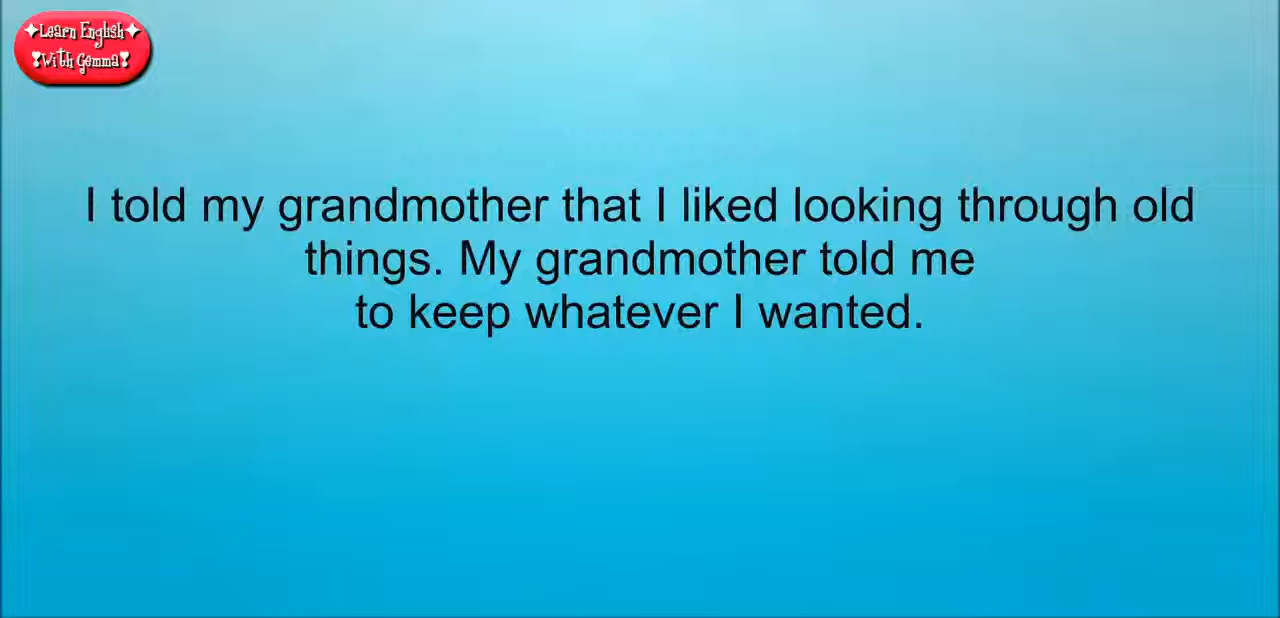 Learn English
With Gemma
I told my grandmother that I liked looking through old
things. My grandmother told me
to keep whatever I wanted.